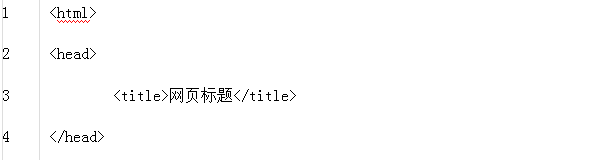 1 <html>
2 <head>
3 <title>网页标题</title>
4 </head>